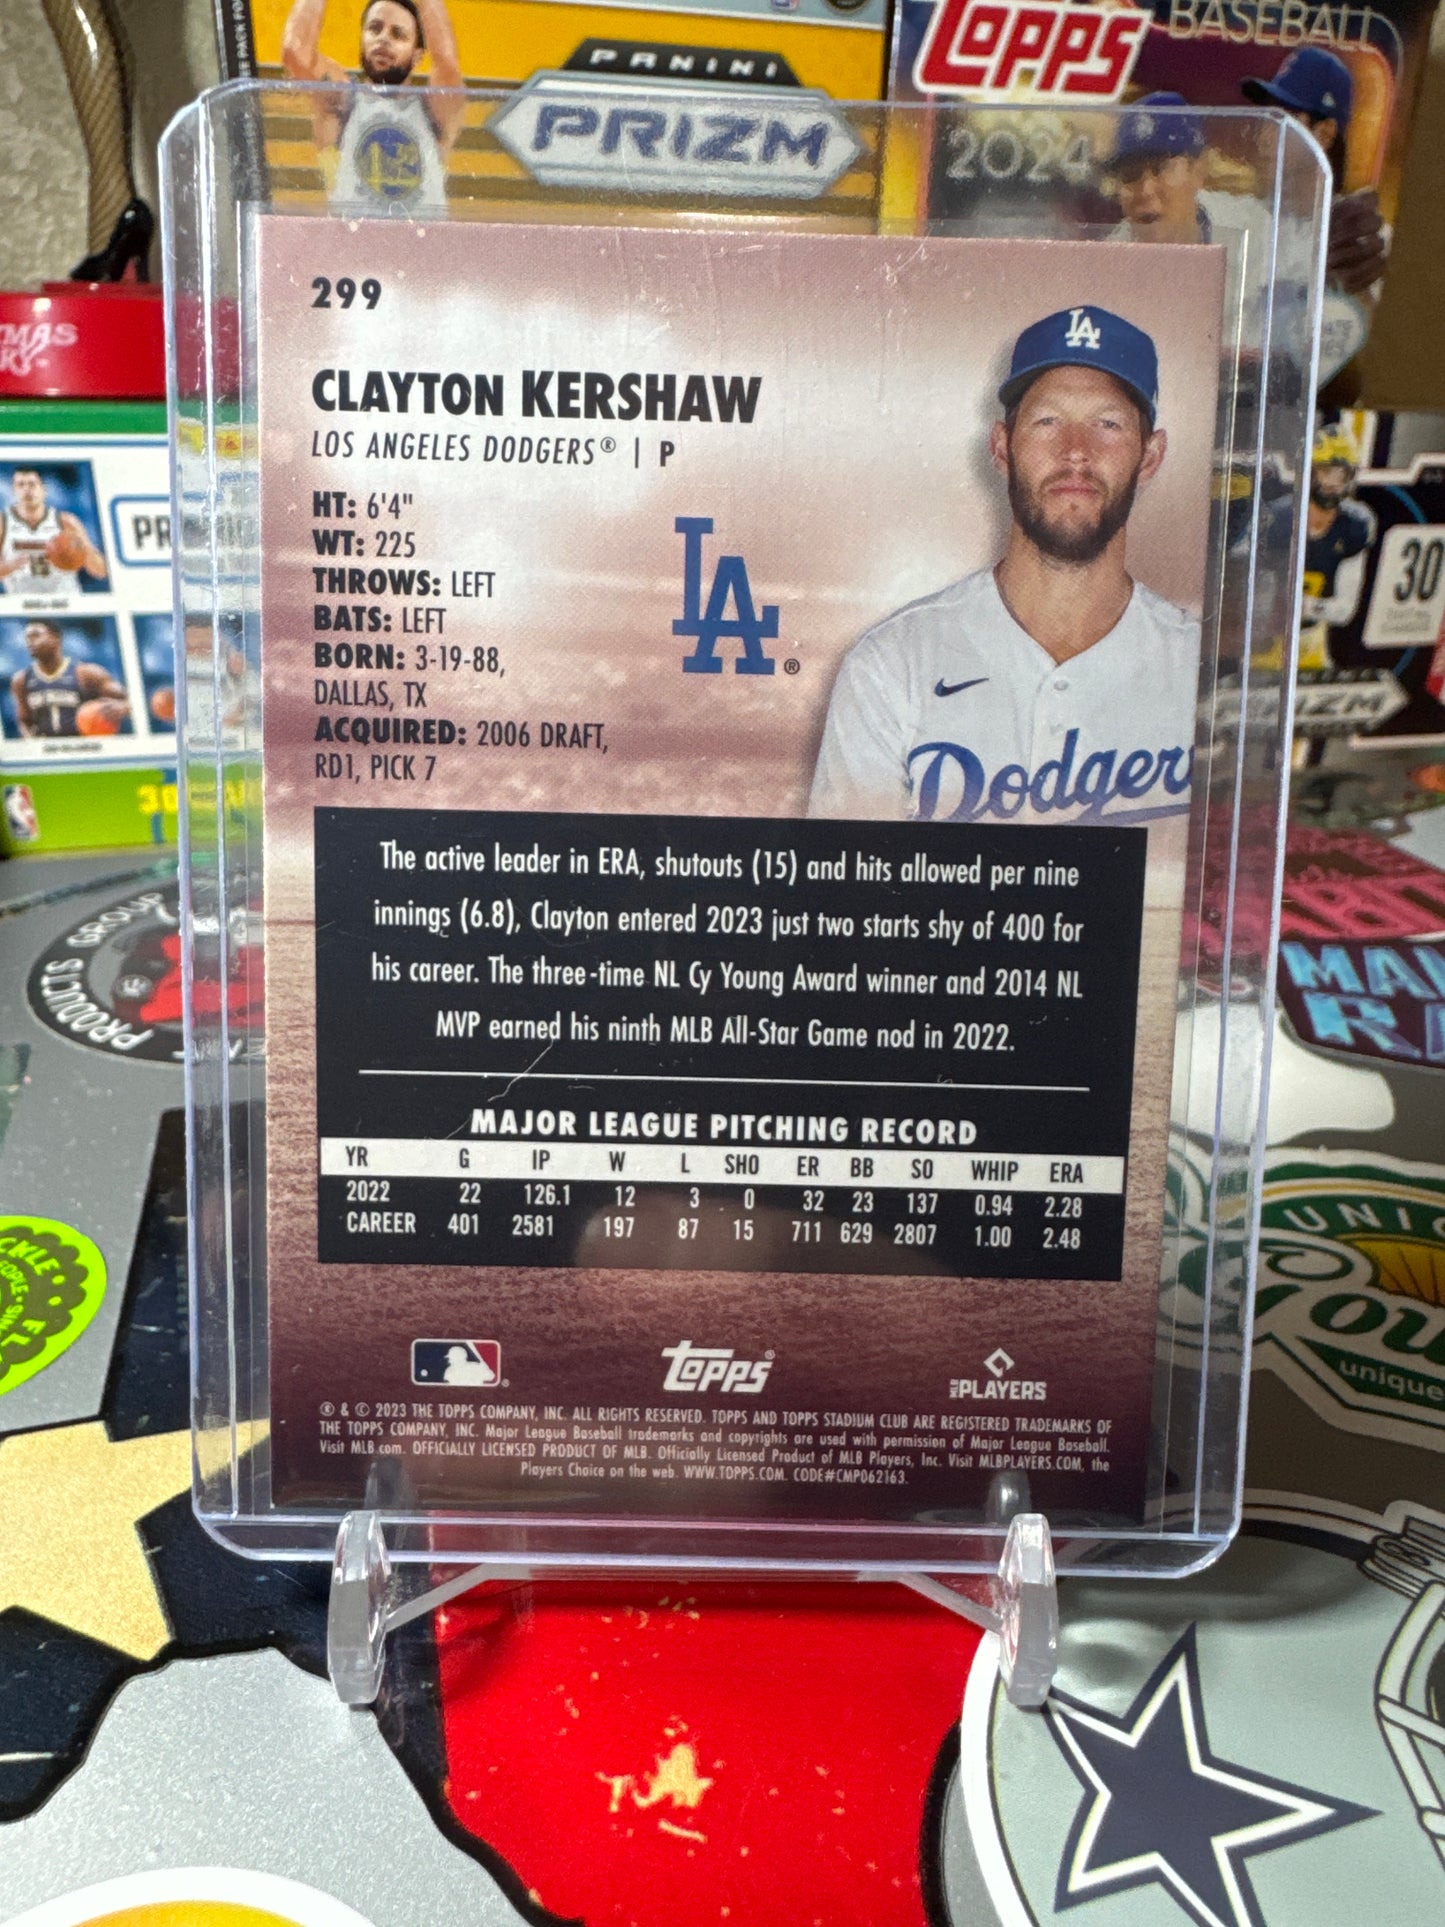 PANINI
PRIZM
TOPPS
BASEBALL
2024
299
CLAYTON KERSHAW
LOS ANGELES DODGERS® | P
HT: 6'4"
WT: 225
THROWS: LEFT
BATS: LEFT
BORN: 3-19-88,
DALLAS, TX
ACQUIRED: 2006 DRAFT,
RD1, PICK 7
LA
LA®
Dodgers
The active leader in ERA, shutouts (15) and hits allowed per nine
innings (6.8), Clayton entered 2023 just two starts shy of 400 for
his career. The three-time NL Cy Young Award winner and 2014 NL
MVP earned his ninth MLB All-Star Game nod in 2022.
MAJOR LEAGUE PITCHING RECORD
YR G IP W L SHO ER BB SO WHIP ERA
2022 22 126.1 12 3 0 32 23 137 0.94 2.28
CAREER 401 2581 197 87 15 711 629 2807 1.00 2.48
TOPPS®
MLB PLAYERS
® & © 2023 THE TOPPS COMPANY, INC. ALL RIGHTS RESERVED. TOPPS AND TOPPS STADIUM CLUB ARE REGISTERED TRADEMARKS OF
THE TOPPS COMPANY, INC. Major League Baseball trademarks and copyrights are used with permission of Major League Baseball.
Visit MLB.com. OFFICIALLY LICENSED PRODUCT OF MLB. Officially Licensed Product of MLB Players, Inc. Visit MLBPLAYERS.COM, the
Players Choice on the web. WWW.TOPPS.COM. CODE#CMP062163.
30
PRIZM
PRODUCTS GROUP
UNIQ
You
unique